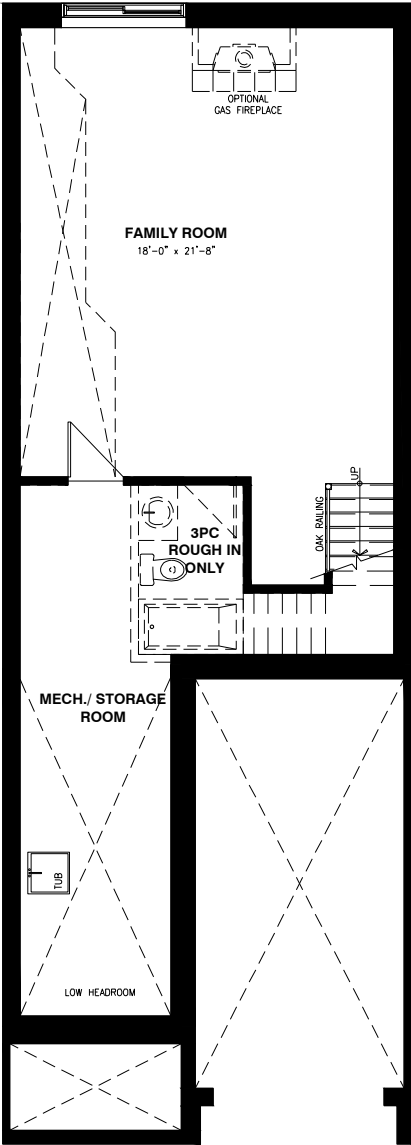 OPTIONAL
GAS FIREPLACE
FAMILY ROOM
18'-0" x 21'-8"
UP
OAK RAILING
3PC
ROUGH IN
ONLY
MECH./ STORAGE
ROOM
TUB
LOW HEADROOM